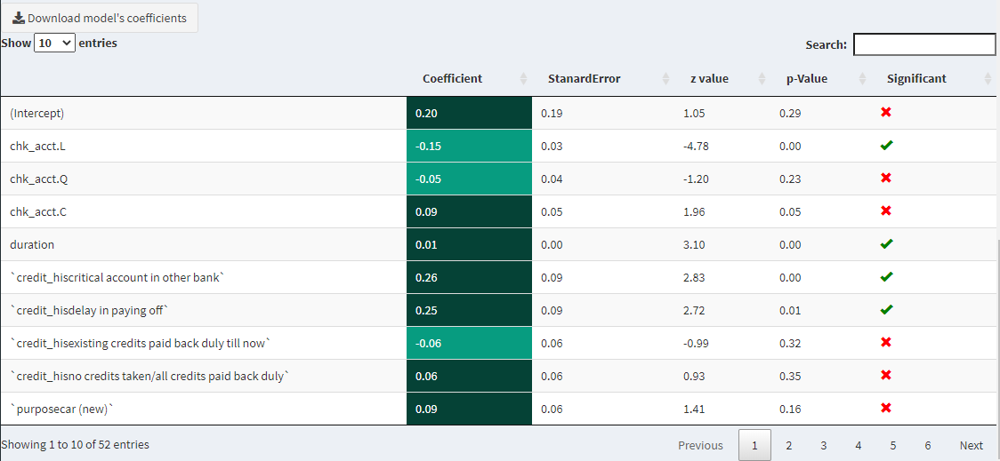 Download model's coefficients
Show 10 entries Search:
Coefficient StanardError z value p-Value Significant
(Intercept) 0.20 0.19 1.05 0.29
chk_acct.L -0.15 0.03 -4.78 0.00
chk_acct.Q -0.05 0.04 -1.20 0.23
chk_acct.C 0.09 0.05 1.96 0.05
duration 0.01 0.00 3.10 0.00
`credit_hiscritical account in other bank` 0.26 0.09 2.83 0.00
`credit_hisdelay in paying off` 0.25 0.09 2.72 0.01
`credit_hisexisting credits paid back duly till now` -0.06 0.06 -0.99 0.32
`credit_hisno credits taken/all credits paid back duly` 0.06 0.06 0.93 0.35
`purposecar (new)` 0.09 0.06 1.41 0.16
Showing 1 to 10 of 52 entries Previous 1 2 3 4 5 6 Next